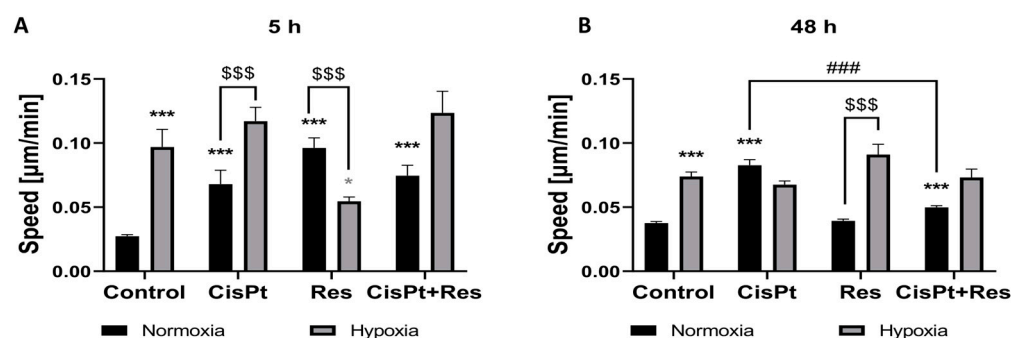 A
5 h
Speed [µm/min]
0.15
0.10
0.05
0.00
***
***
$$$
***
$$$
*
***
Control
CisPt
Res
CisPt+Res
Normoxia
Hypoxia
B
48 h
Speed [µm/min]
0.15
0.10
0.05
0.00
***
***
###
$$$
***
Control
CisPt
Res
CisPt+Res
Normoxia
Hypoxia